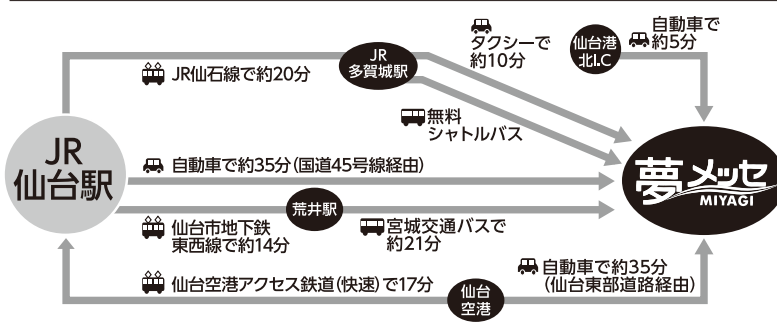 JR
仙台駅
JR仙石線で約20分
JR
多賀城駅
タクシーで
約10分
無料
シャトルバス
仙台港
北I.C
自動車で
約5分
自動車で約35分(国道45号線経由)
仙台市地下鉄
東西線で約14分
荒井駅
宮城交通バスで
約21分
仙台空港アクセス鉄道(快速)で17分
仙台
空港
自動車で約35分
(仙台東部道路経由)
夢メッセ
MIYAGI